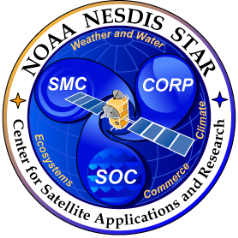 NOAA NESDIS STAR
Weather and Water
SMC
CORP
Climate
Ecosystems
SOC
Commerce
Center for Satellite Applications and Research